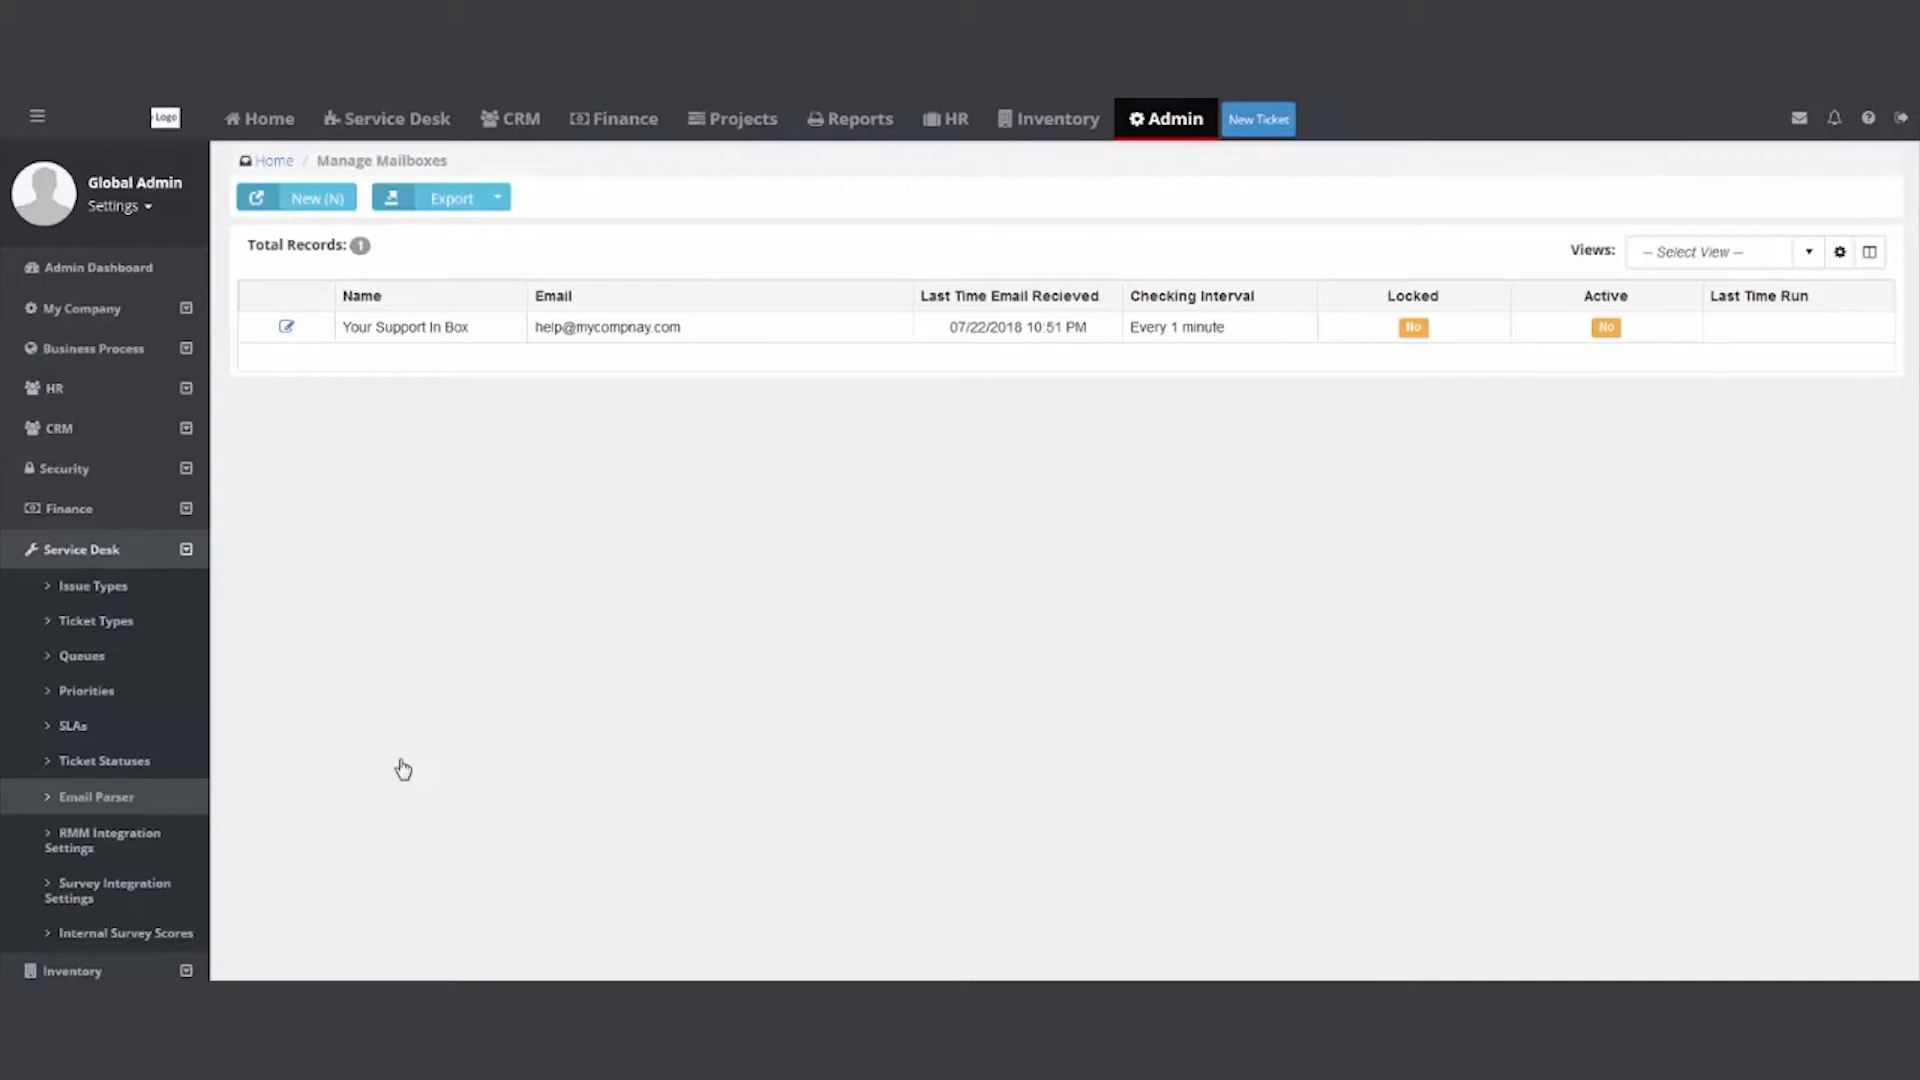 Logo
Home
Service Desk
CRM
Finance
Projects
Reports
HR
Inventory
Admin
New Ticket
Global Admin
Settings
Admin Dashboard
My Company
Business Process
HR
CRM
Security
Finance
Service Desk
Issue Types
Ticket Types
Queues
Priorities
SLAs
Ticket Statuses
Email Parser
RMM Integration
Settings
Survey Integration
Settings
Internal Survey Scores
Inventory
Home / Manage Mailboxes
New (N)
Export
Total Records: 1
Views:
-- Select View --
Name
Email
Last Time Email Recieved
Checking Interval
Locked
Active
Last Time Run
Your Support In Box
help@mycompnay.com
07/22/2018 10:51 PM
Every 1 minute
No
No